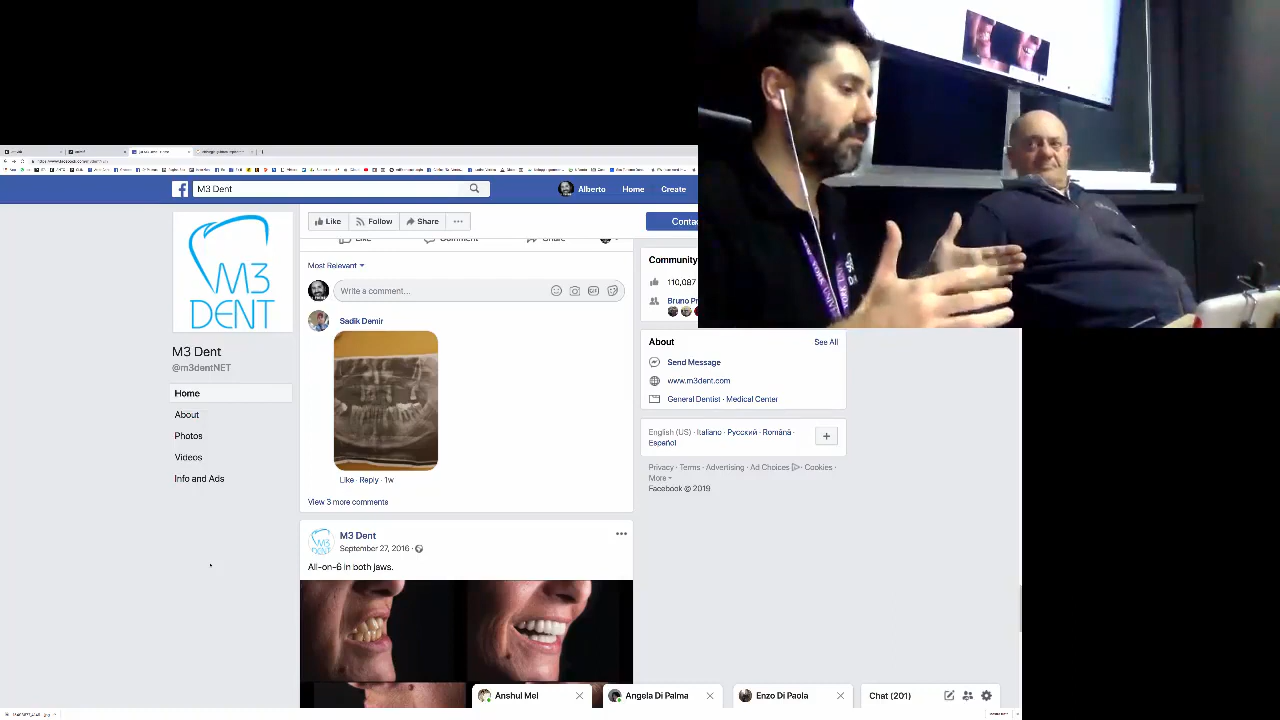 M3 Dent
Alberto
Home
Create
Like
Follow
Share
M3
DENT
M3 Dent
@m3dentNET
Home
About
Photos
Videos
Info and Ads
Like
Comment
Share
Most Relevant
Write a comment...
Sadik Demir
Like · Reply · 1w
View 3 more comments
M3 Dent
September 27, 2016 ·
All-on-6 in both jaws.
Community
Bruno
About
See All
Send Message
www.m3dent.com
General Dentist · Medical Center
English (US) · Italiano · Русский · Română ·
Español
Privacy · Terms · Advertising · Ad Choices · Cookies ·
More
Facebook © 2019
Anshul Mel
Angela Di Palma
Enzo Di Paola
Chat (201)